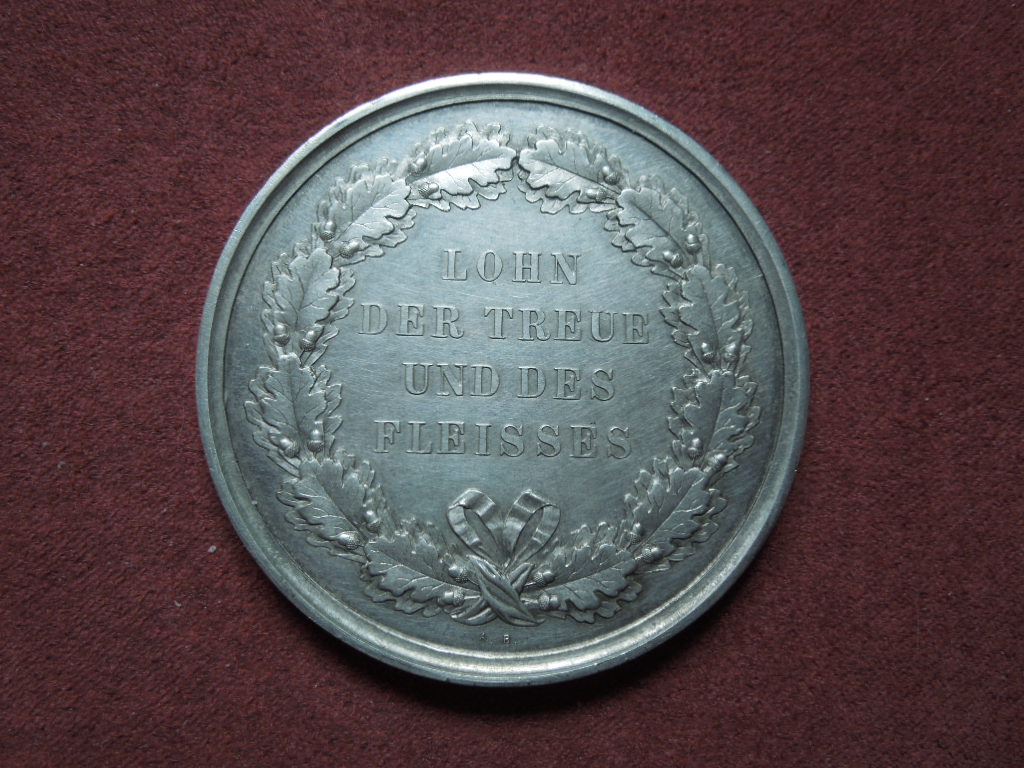 LOHN
DER TREUE
UND DES
FLEISSES
A. B.